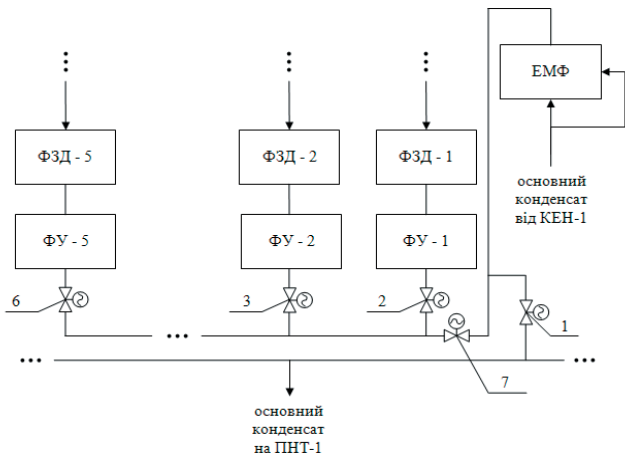 ЕМФ
ФЗД - 5
ФЗД - 2
ФЗД - 1
основний
конденсат
від КЕН-1
ФУ - 5
ФУ - 2
ФУ - 1
6
3
2
1
7
основний
конденсат
на ПНТ-1